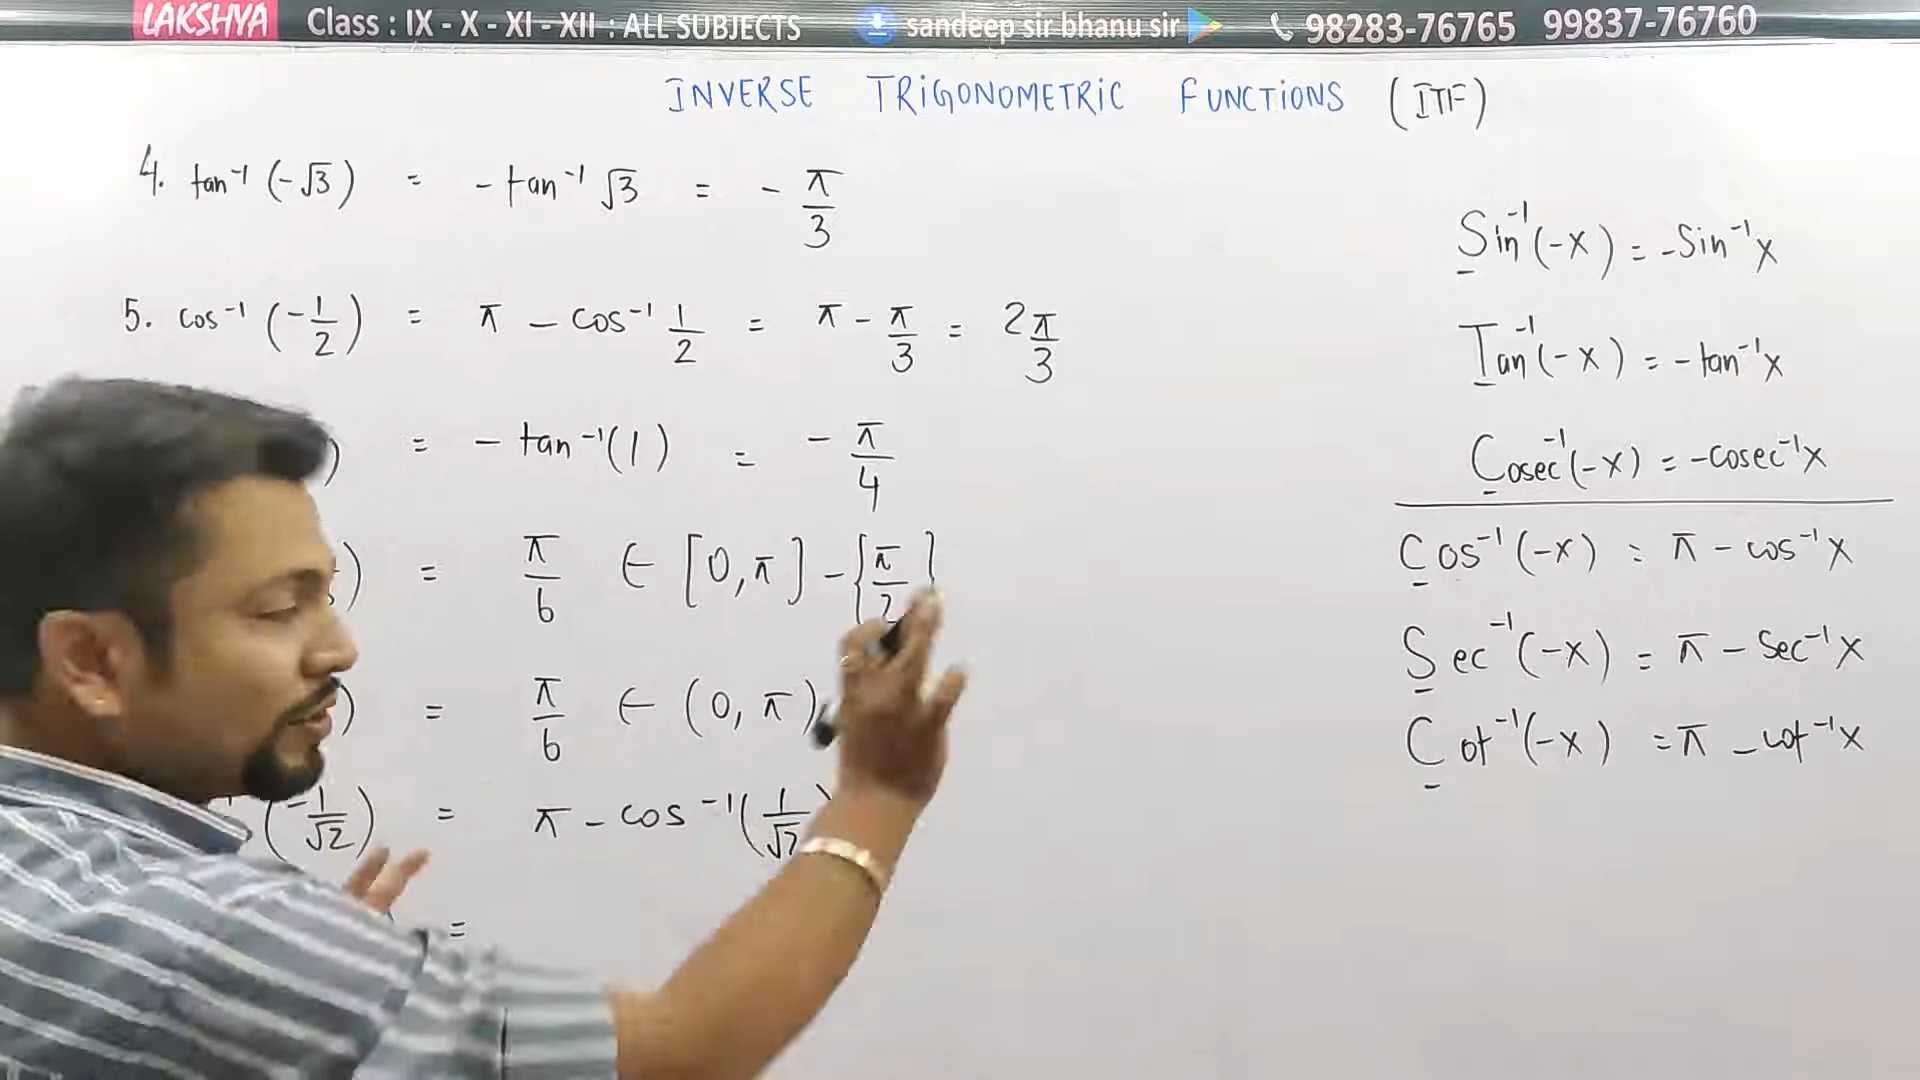 LAKSHYA Class : IX - X - XI - XII : ALL SUBJECTS sandeep sir bhanu sir 98283-76765 99837-76760
INVERSE TRiGONOMETRiC FUNCTiONS (ITF)
4. tan⁻¹ (-√3) = - tan⁻¹ √3 = - π/3
5. cos⁻¹ (-1/2) = π - cos⁻¹ 1/2 = π - π/3 = 2π/3
) = - tan⁻¹(1) = - π/4
) = π/6 ∈ [0, π] - {π/2}
) = π/6 ∈ (0, π)
(-1/√2) = π - cos⁻¹(1/√2)
=
Sin⁻¹(-x) = -Sin⁻¹x
Tan⁻¹(-x) = -tan⁻¹x
Cosec⁻¹(-x) = -cosec⁻¹x
Cos⁻¹(-x) = π - cos⁻¹x
Sec⁻¹(-x) = π - Sec⁻¹x
Cot⁻¹(-x) = π - cot⁻¹x